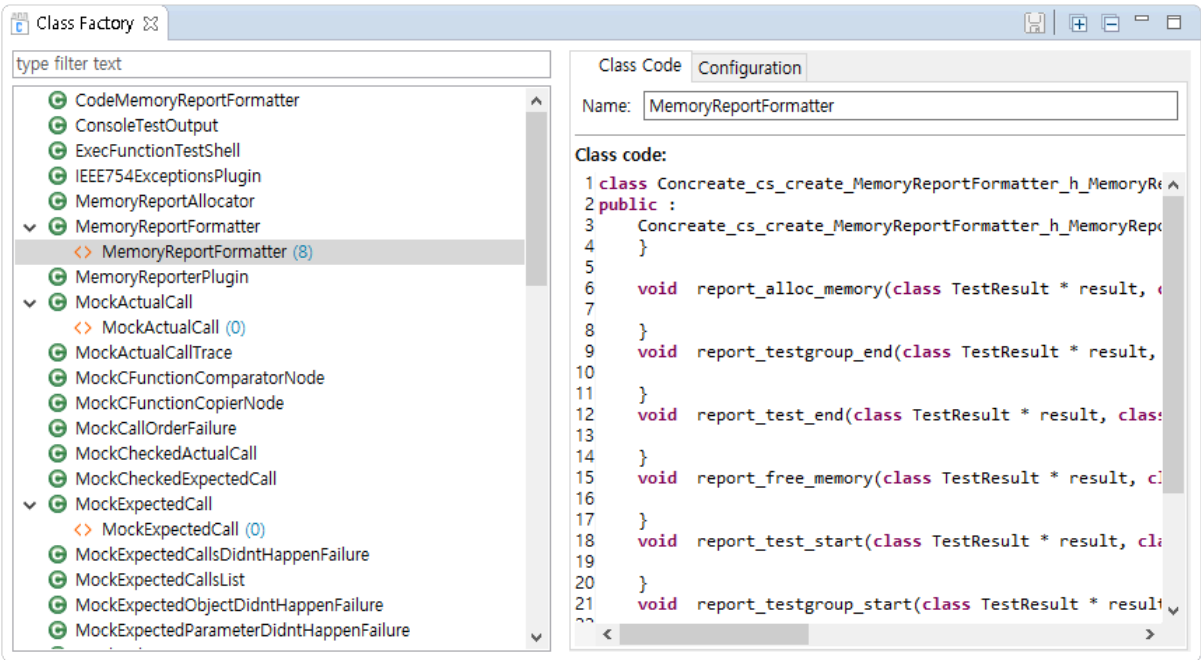 Class Factory
type filter text
CodeMemoryReportFormatter
ConsoleTestOutput
ExecFunctionTestShell
IEEE754ExceptionsPlugin
MemoryReportAllocator
MemoryReportFormatter
<> MemoryReportFormatter (8)
MemoryReporterPlugin
MockActualCall
<> MockActualCall (0)
MockActualCallTrace
MockCFunctionComparatorNode
MockCFunctionCopierNode
MockCallOrderFailure
MockCheckedActualCall
MockCheckedExpectedCall
MockExpectedCall
<> MockExpectedCall (0)
MockExpectedCallsDidntHappenFailure
MockExpectedCallsList
MockExpectedObjectDidntHappenFailure
MockExpectedParameterDidntHappenFailure
Class Code Configuration
Name: MemoryReportFormatter
Class code:
1 class Concreate_cs_create_MemoryReportFormatter_h_MemoryRe
2 public :
3 Concreate_cs_create_MemoryReportFormatter_h_MemoryRepo
4 }
5
6 void report_alloc_memory(class TestResult * result, c
7
8 }
9 void report_testgroup_end(class TestResult * result,
10
11 }
12 void report_test_end(class TestResult * result, clas
13
14 }
15 void report_free_memory(class TestResult * result, cl
16
17 }
18 void report_test_start(class TestResult * result, cla
19
20 }
21 void report_testgroup_start(class TestResult * result